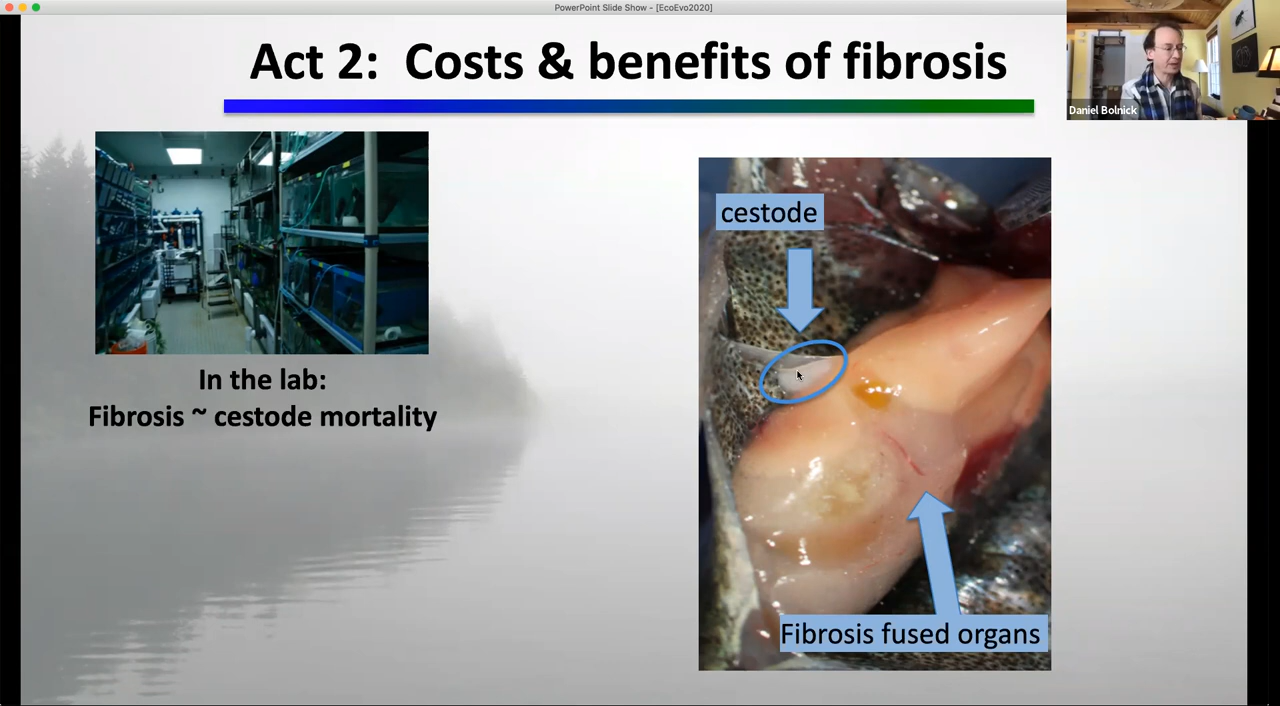 PowerPoint Slide Show - [EcoEvo2020]
Act 2: Costs & benefits of fibrosis
Daniel Bolnick
cestode
In the lab:
Fibrosis ~ cestode mortality
Fibrosis fused organs